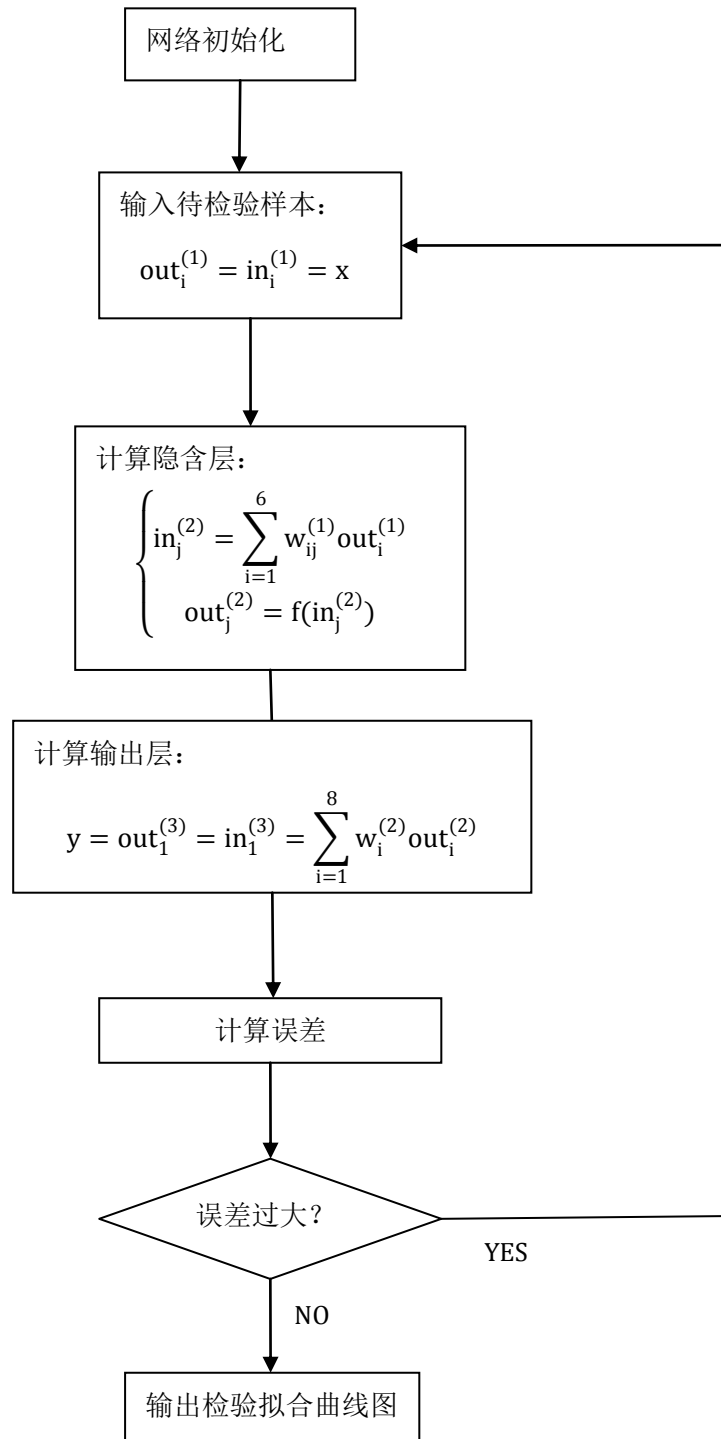 网络初始化
输入待检验样本：
out_i^(1) = in_i^(1) = x
计算隐含层：
in_j^(2) = ∑_{i=1}^{6} w_ij^(1) out_i^(1)
out_j^(2) = f(in_j^(2))
计算输出层：
y = out_1^(3) = in_1^(3) = ∑_{i=1}^{8} w_i^(2) out_i^(2)
计算误差
误差过大？
YES
NO
输出检验拟合曲线图